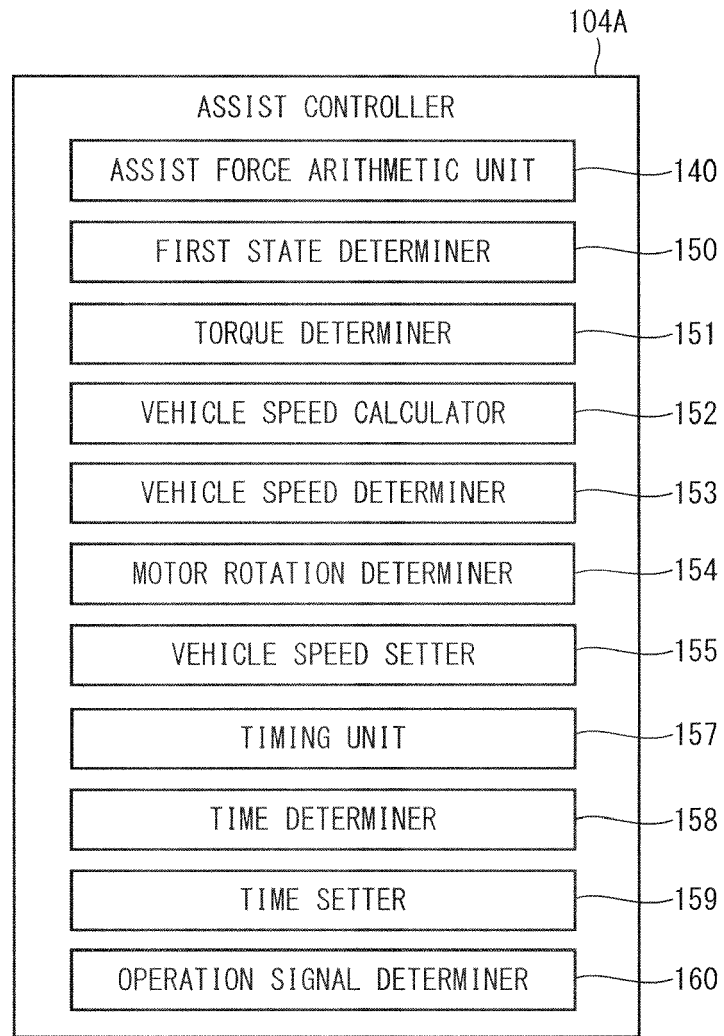 104A
ASSIST CONTROLLER
ASSIST FORCE ARITHMETIC UNIT 140
FIRST STATE DETERMINER 150
TORQUE DETERMINER 151
VEHICLE SPEED CALCULATOR 152
VEHICLE SPEED DETERMINER 153
MOTOR ROTATION DETERMINER 154
VEHICLE SPEED SETTER 155
TIMING UNIT 157
TIME DETERMINER 158
TIME SETTER 159
OPERATION SIGNAL DETERMINER 160